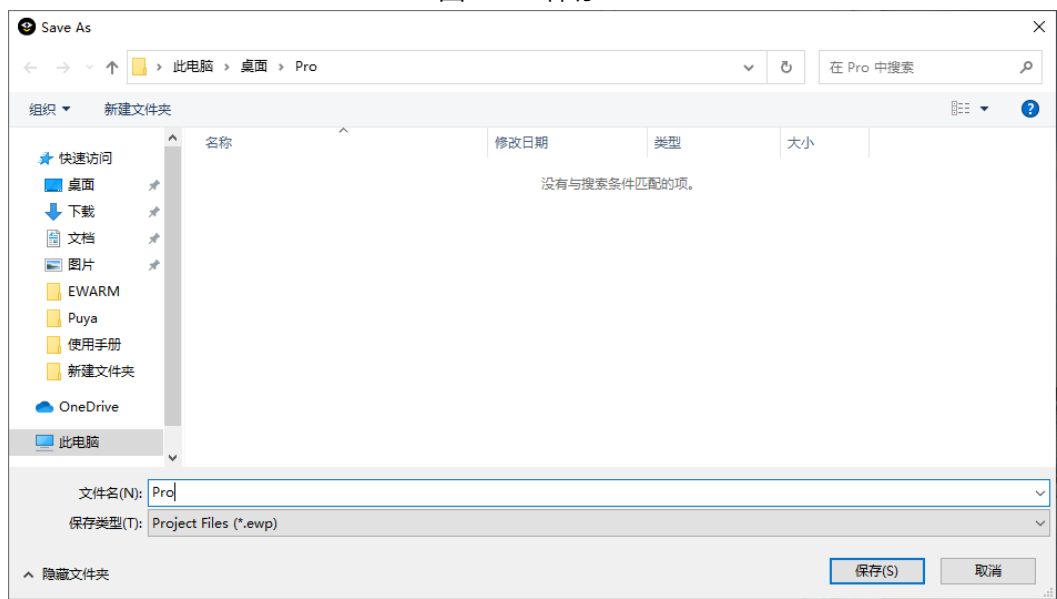 Save As
此电脑 › 桌面 › Pro
在 Pro 中搜索
组织
新建文件夹
名称
修改日期
类型
大小
没有与搜索条件匹配的项。
快速访问
桌面
下载
文档
图片
EWARM
Puya
使用手册
新建文件夹
OneDrive
此电脑
文件名(N): Pro
保存类型(T): Project Files (*.ewp)
隐藏文件夹
保存(S)
取消